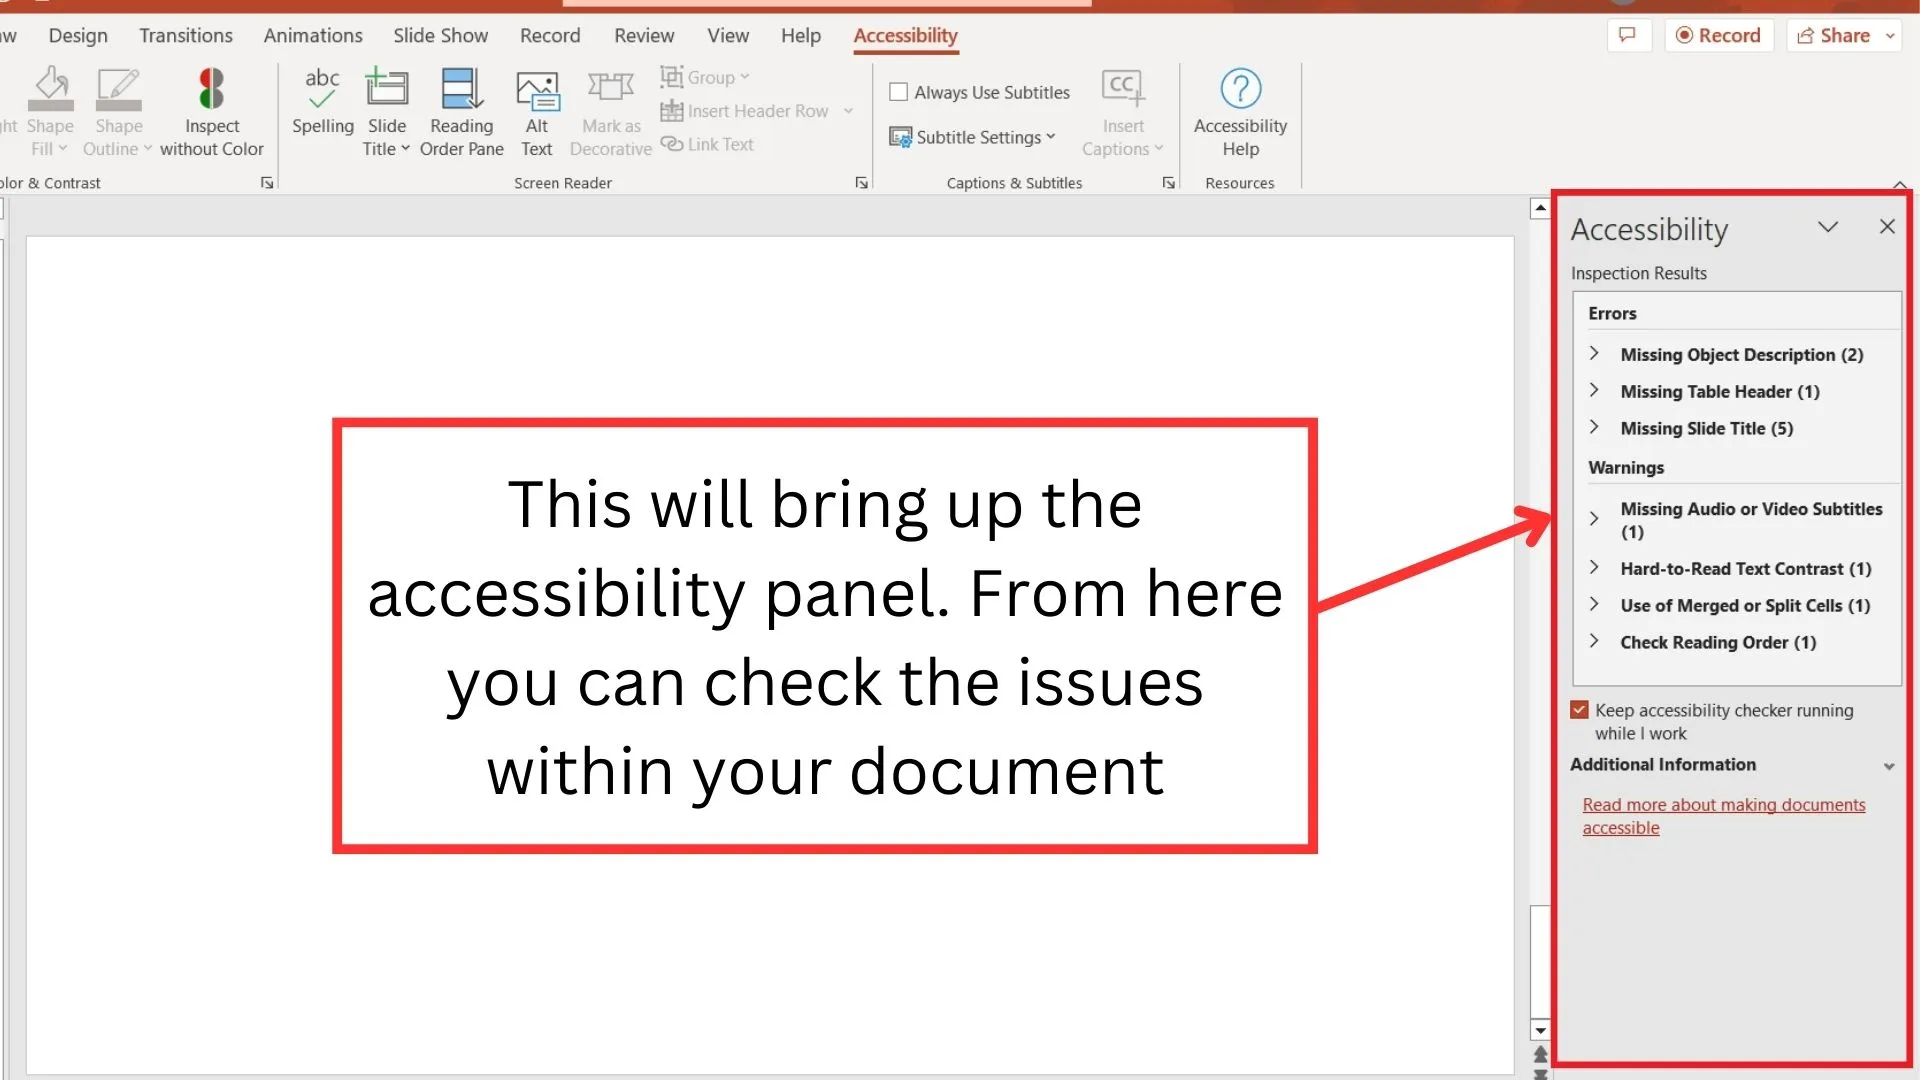 Design Transitions Animations Slide Show Record Review View Help Accessibility Record Share
Shape Fill
Shape Outline
Inspect without Color
abc
Spelling
Slide Title
Reading Order Pane
Alt Text
Mark as Decorative
Group
Insert Header Row
Link Text
Always Use Subtitles
Subtitle Settings
CC
Insert Captions
?
Accessibility Help
Screen Reader
Captions & Subtitles
Resources
& Contrast
Accessibility
Inspection Results
Errors
Missing Object Description (2)
Missing Table Header (1)
Missing Slide Title (5)
Warnings
Missing Audio or Video Subtitles
(1)
Hard-to-Read Text Contrast (1)
Use of Merged or Split Cells (1)
Check Reading Order (1)
Keep accessibility checker running
while I work
Additional Information
Read more about making documents
accessible
This will bring up the
accessibility panel. From here
you can check the issues
within your document